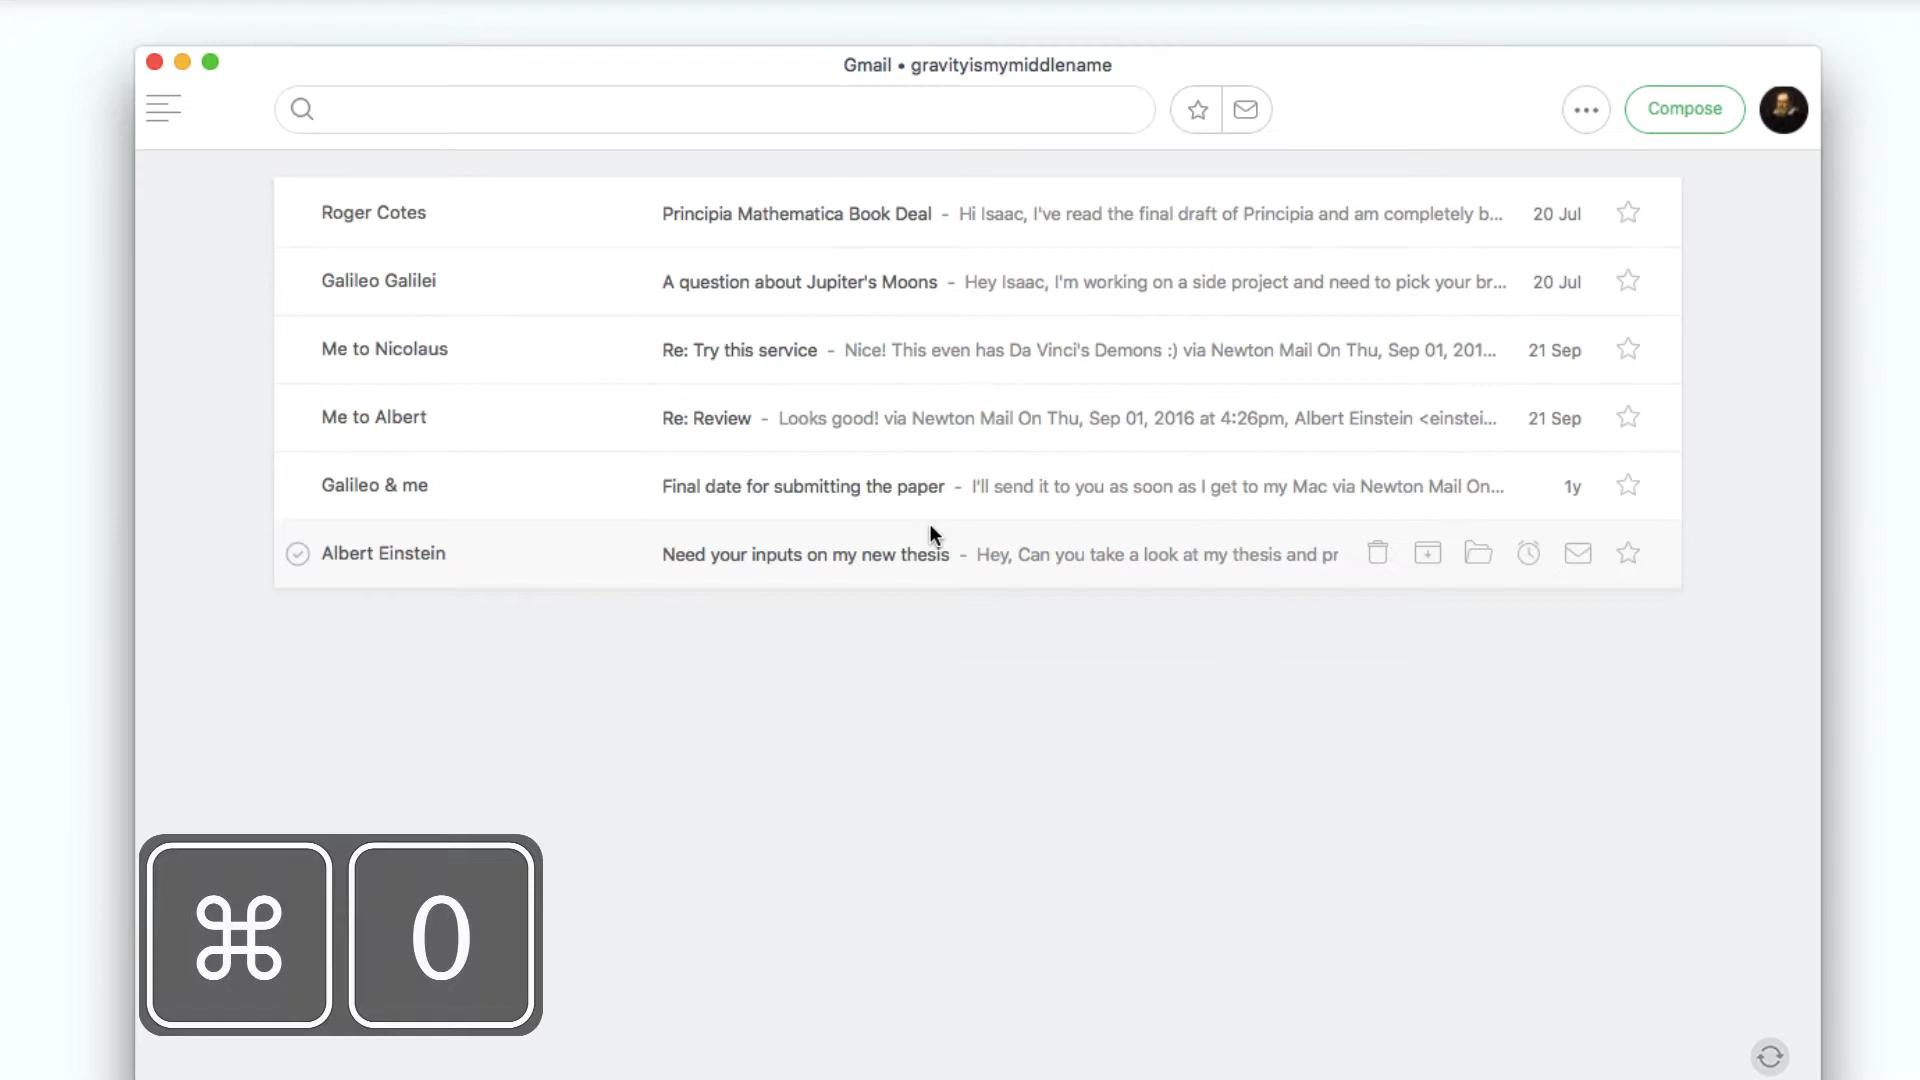 Gmail • gravityismymiddlename
Compose
Roger Cotes Principia Mathematica Book Deal - Hi Isaac, I've read the final draft of Principia and am completely b... 20 Jul
Galileo Galilei A question about Jupiter's Moons - Hey Isaac, I'm working on a side project and need to pick your br... 20 Jul
Me to Nicolaus Re: Try this service - Nice! This even has Da Vinci's Demons :) via Newton Mail On Thu, Sep 01, 201... 21 Sep
Me to Albert Re: Review - Looks good! via Newton Mail On Thu, Sep 01, 2016 at 4:26pm, Albert Einstein <einstei... 21 Sep
Galileo & me Final date for submitting the paper - I'll send it to you as soon as I get to my Mac via Newton Mail On... 1y
Albert Einstein Need your inputs on my new thesis - Hey, Can you take a look at my thesis and pr
⌘ 0